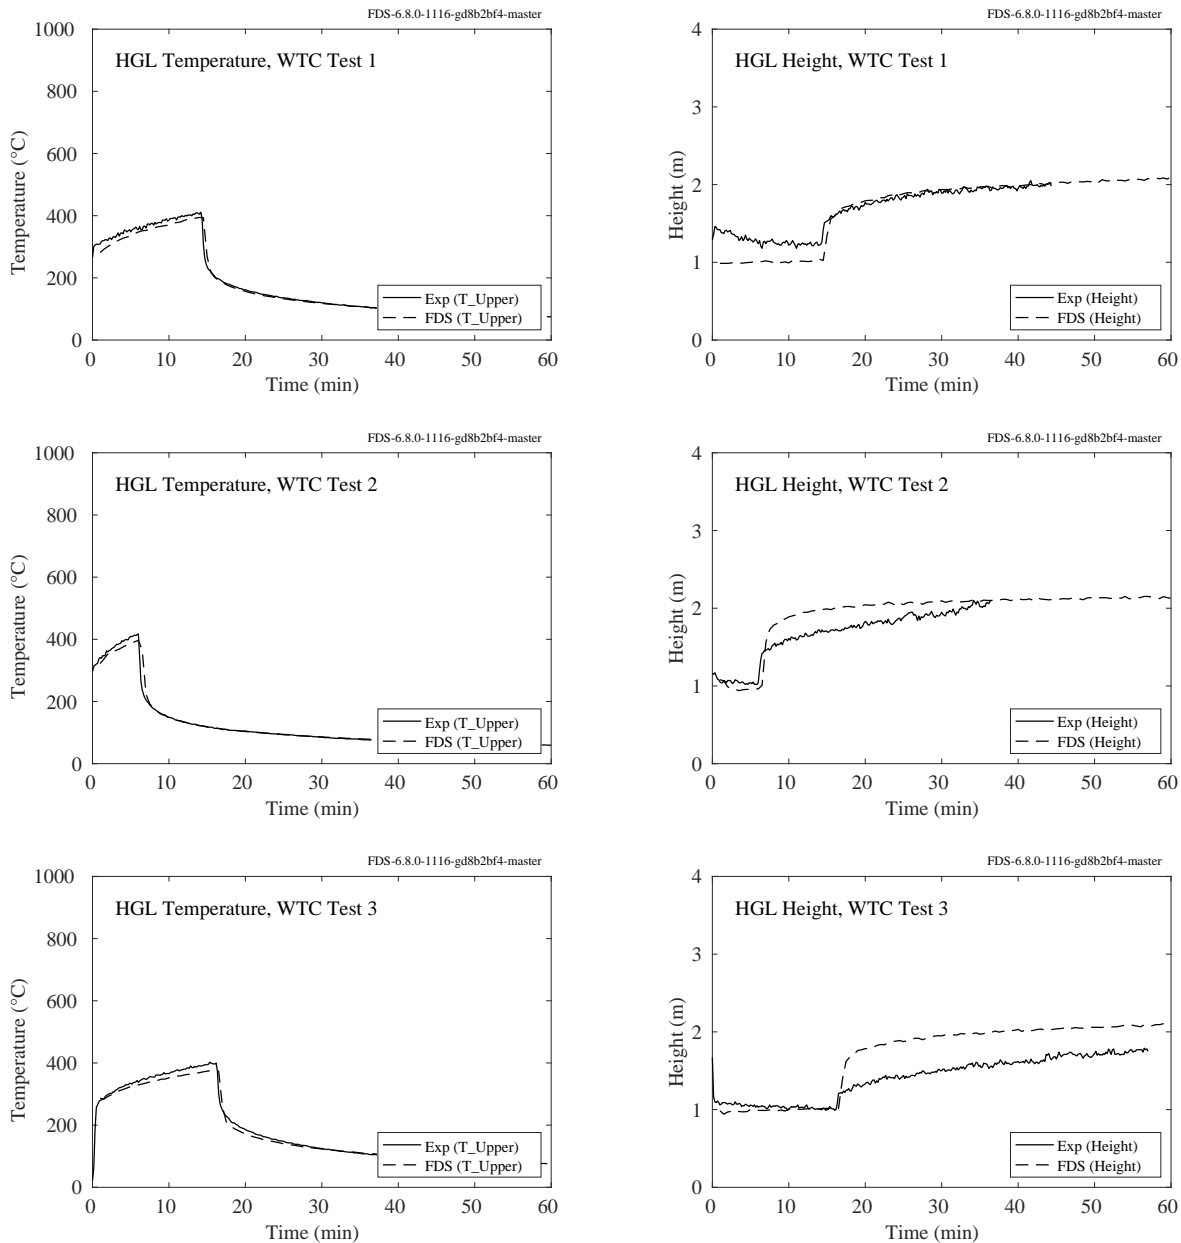 FDS-6.8.0-1116-gd8b2bf4-master
HGL Temperature, WTC Test 1
1000
800
600
400
200
0
Temperature (°C)
Exp (T_Upper)
FDS (T_Upper)
0 10 20 30 40 50 60
Time (min)
FDS-6.8.0-1116-gd8b2bf4-master
HGL Height, WTC Test 1
4
3
2
1
0
Height (m)
Exp (Height)
FDS (Height)
0 10 20 30 40 50 60
Time (min)
FDS-6.8.0-1116-gd8b2bf4-master
HGL Temperature, WTC Test 2
1000
800
600
400
200
0
Temperature (°C)
Exp (T_Upper)
FDS (T_Upper)
0 10 20 30 40 50 60
Time (min)
FDS-6.8.0-1116-gd8b2bf4-master
HGL Height, WTC Test 2
4
3
2
1
0
Height (m)
Exp (Height)
FDS (Height)
0 10 20 30 40 50 60
Time (min)
FDS-6.8.0-1116-gd8b2bf4-master
HGL Temperature, WTC Test 3
1000
800
600
400
200
0
Temperature (°C)
Exp (T_Upper)
FDS (T_Upper)
0 10 20 30 40 50 60
Time (min)
FDS-6.8.0-1116-gd8b2bf4-master
HGL Height, WTC Test 3
4
3
2
1
0
Height (m)
Exp (Height)
FDS (Height)
0 10 20 30 40 50 60
Time (min)